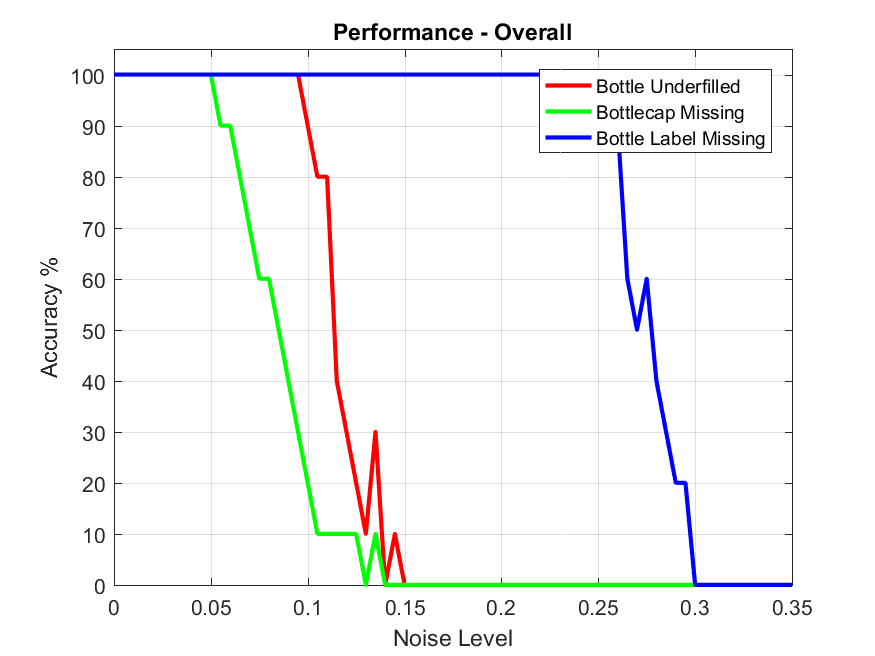 Performance - Overall
Bottle Underfilled
Bottlecap Missing
Bottle Label Missing
100
90
80
70
60
50
40
30
20
10
0
Accuracy %
0 0.05 0.1 0.15 0.2 0.25 0.3 0.35
Noise Level